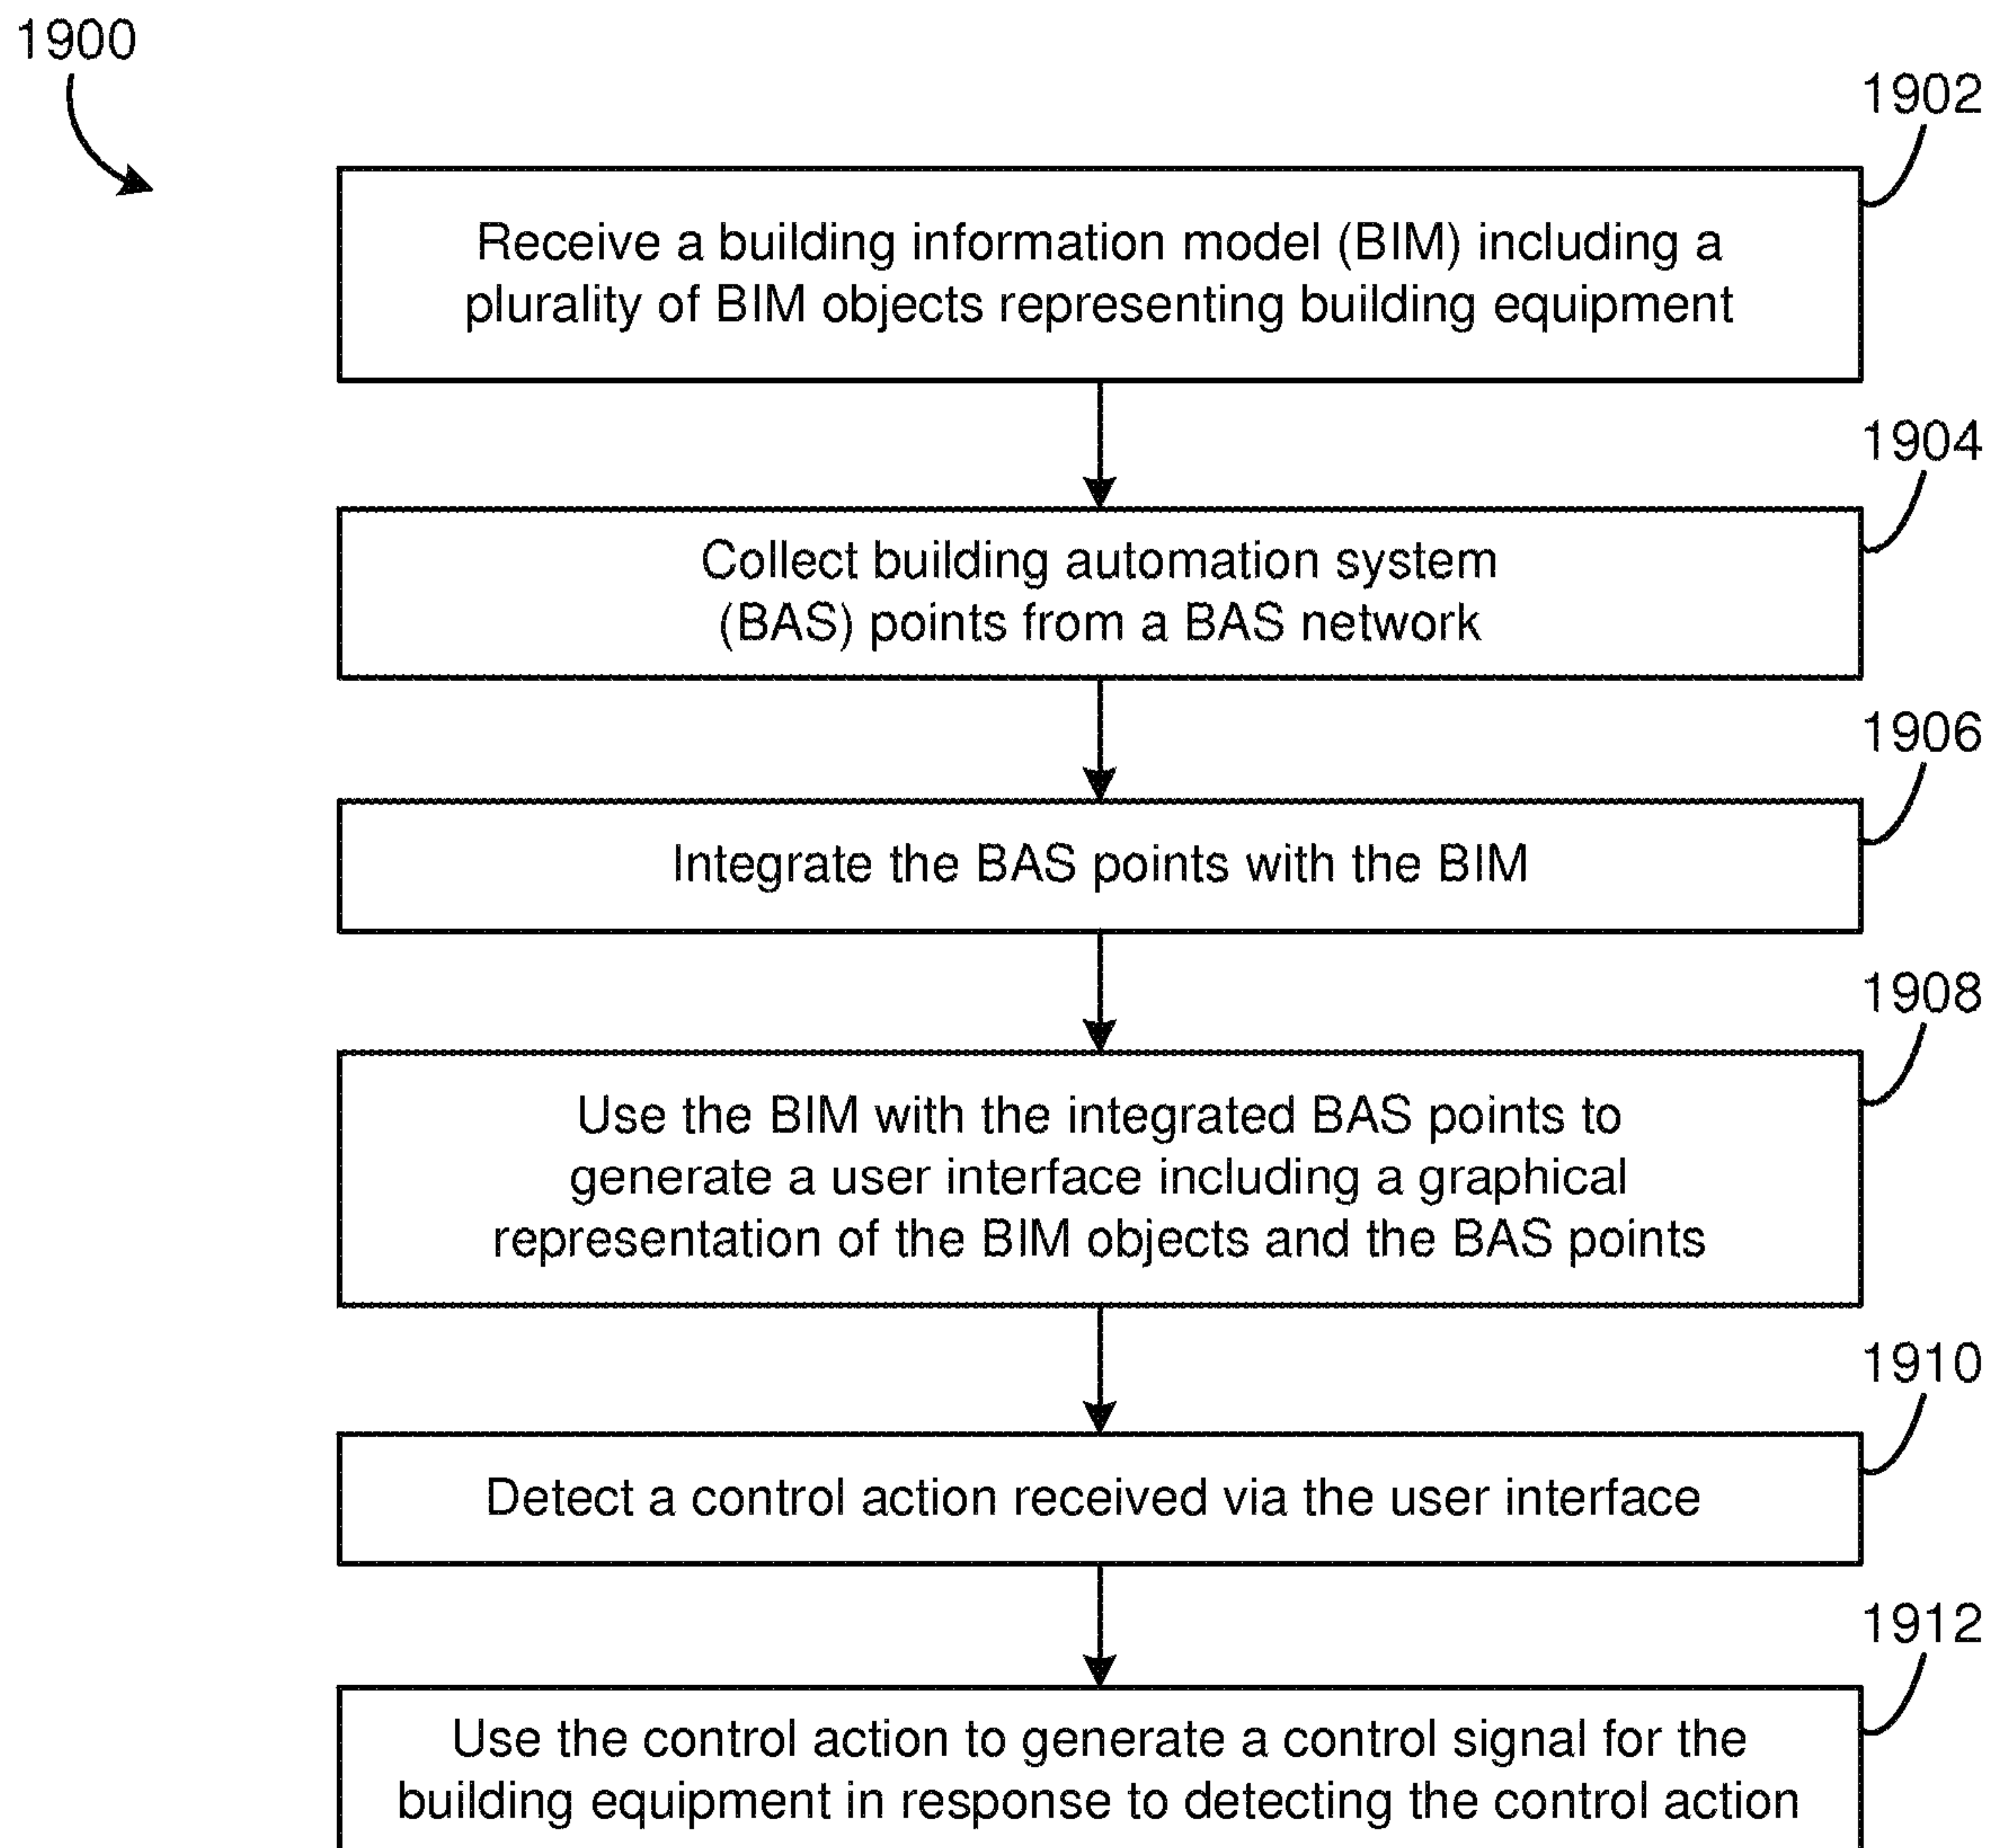 1900
1902
Receive a building information model (BIM) including a
plurality of BIM objects representing building equipment
1904
Collect building automation system
(BAS) points from a BAS network
1906
Integrate the BAS points with the BIM
1908
Use the BIM with the integrated BAS points to
generate a user interface including a graphical
representation of the BIM objects and the BAS points
1910
Detect a control action received via the user interface
1912
Use the control action to generate a control signal for the
building equipment in response to detecting the control action